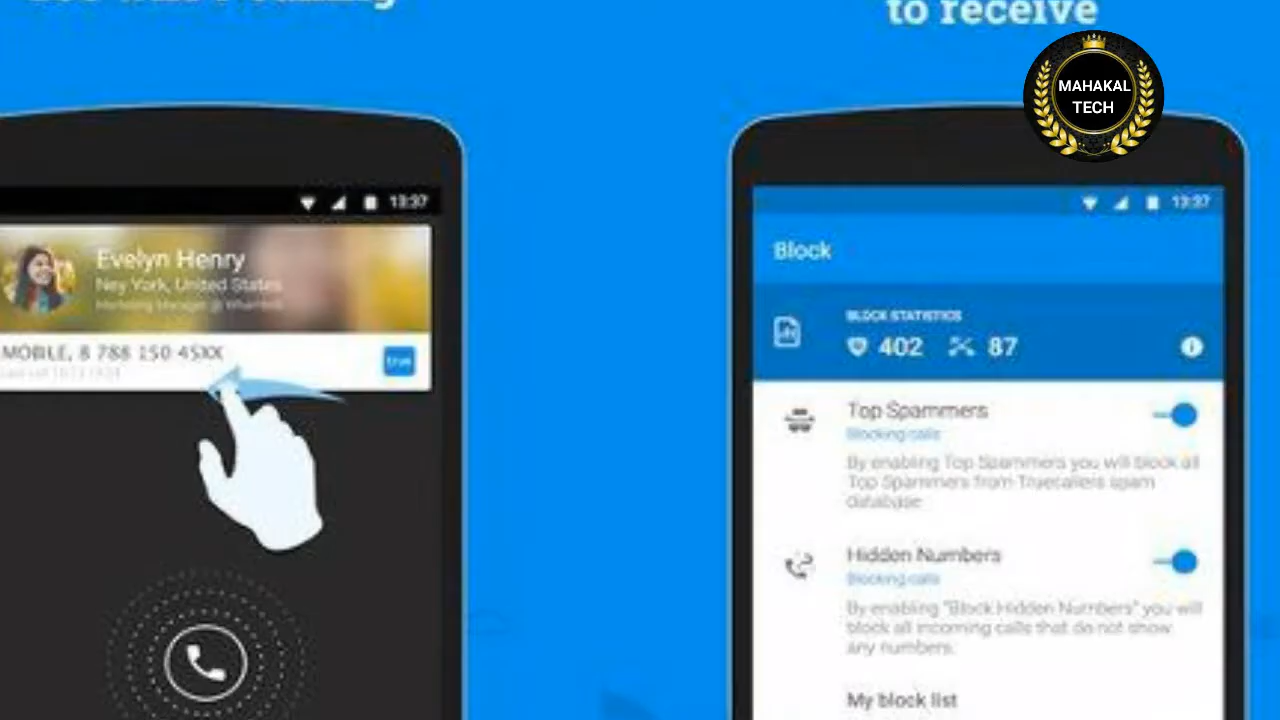 to receive
MAHAKAL
TECH
13:37
Evelyn Henry
Ney York, United States
MOBILE, 8 788 150 45XX
true
13:37
Block
BLOCK STATISTICS
402 87
Top Spammers
Blocking calls
By enabling Top Spammers you will block all
Top Spammers from Truecallers spam
database
Hidden Numbers
Blocking calls
By enabling "Block Hidden Numbers" you will
block all incoming calls that do not show
any numbers.
My block list